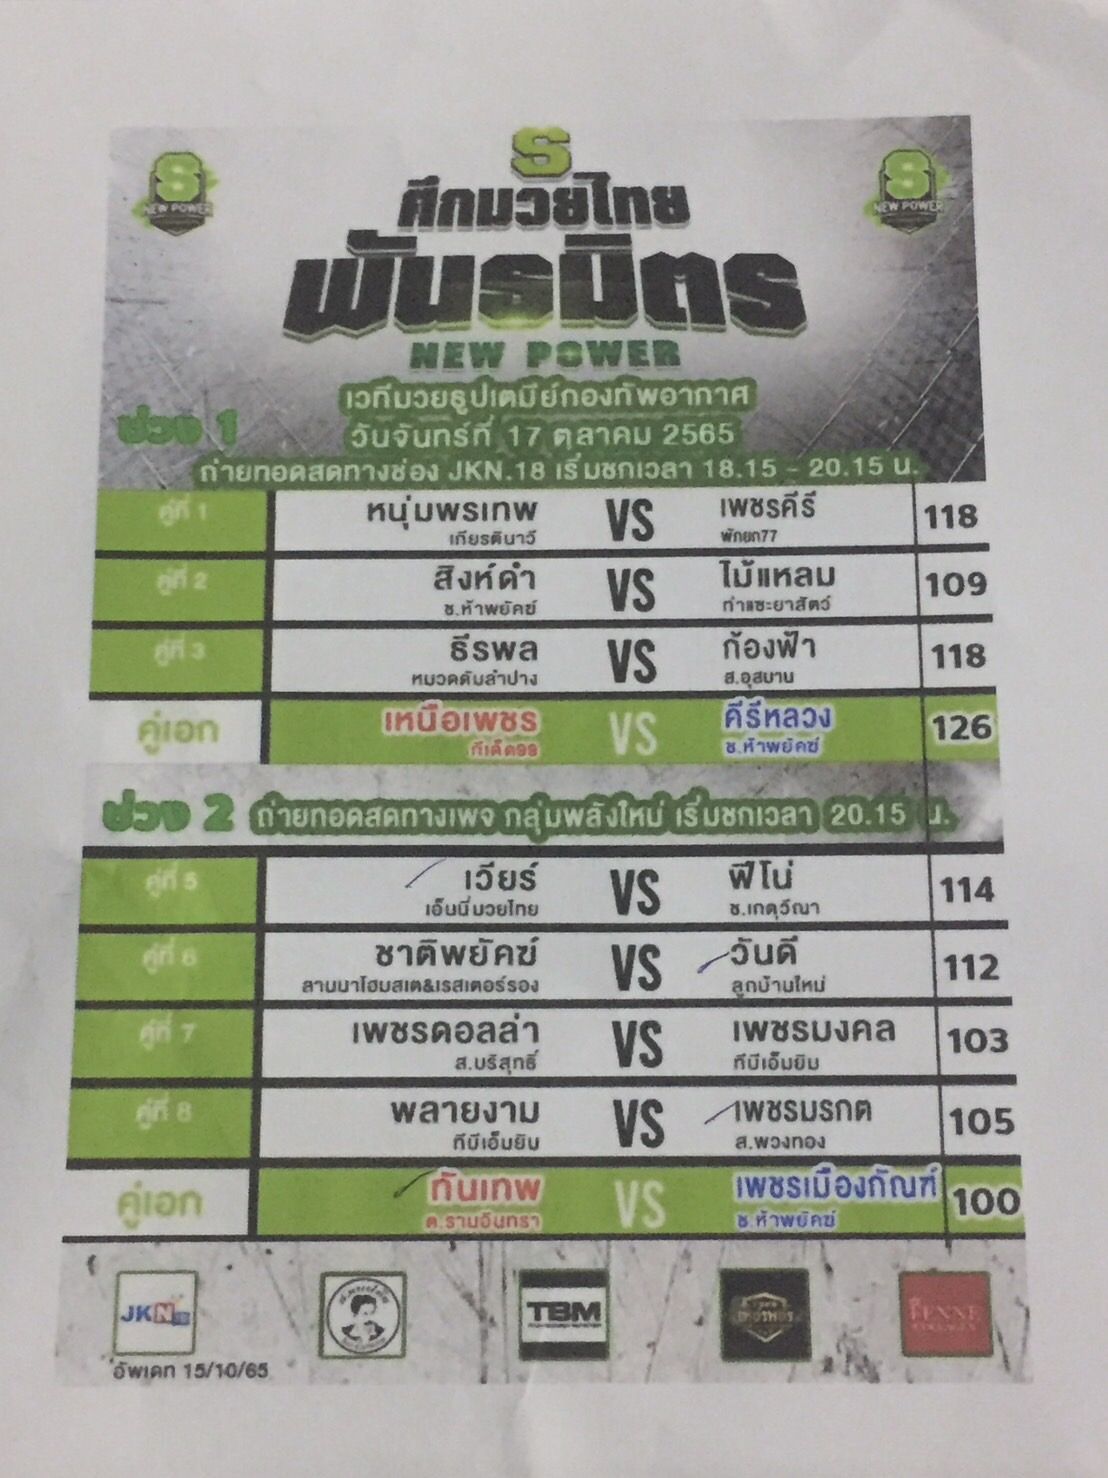 S
ศึกมวยไทย
พันธมิตร
NEW POWER
S
NEW POWER
S
NEW POWER
เวทีมวยธูปเตมีย์กองทัพอากาศ
ช่วง 1
วันจันทร์ที่ 17 ตุลาคม 2565
ถ่ายทอดสดทางช่อง JKN.18 เริ่มชกเวลา 18.15 - 20.15 น.
คู่ที่ 1 หนุ่มพรเทพ VS เพชรคีรี 118
เกียรตินาวี พักยก77
คู่ที่ 2 สิงห์ดำ VS ไม้แหลม 109
ช.ห้าพยัคฆ์ ท่าแซะยาสัตว์
คู่ที่ 3 ธีรพล VS ก้องฟ้า 118
หมวดคัมลำปาง ส.อุสบาน
คู่เอก เหนือเพชร VS คีรีหลวง 126
ทีเด็ด99 ช.ห้าพยัคฆ์
ช่วง 2 ถ่ายทอดสดทางเพจ กลุ่มพลังใหม่ เริ่มชกเวลา 20.15 น.
คู่ที่ 5 เวียร์ VS ฟีโน่ 114
เอ็นนี่มวยไทย ช.เกตุวีณา
คู่ที่ 6 ชาติพยัคฆ์ VS วันดี 112
ลานนาโฮมสเต&เรสเตอร์รอง ลูกบ้านใหม่
คู่ที่ 7 เพชรดอลล่า VS เพชรมงคล 103
ส.บริสุทธิ์ ทีบีเอ็มยิม
คู่ที่ 8 พลายงาม VS เพชรมรกต 105
ทีบีเอ็มยิม ส.พวงทอง
คู่เอก กันเทพ VS เพชรเมืองกัณฑ์ 100
ต.รามอินทรา ช.ห้าพยัคฆ์
JKN18
TBM
FENNE
อัพเดท 15/10/65